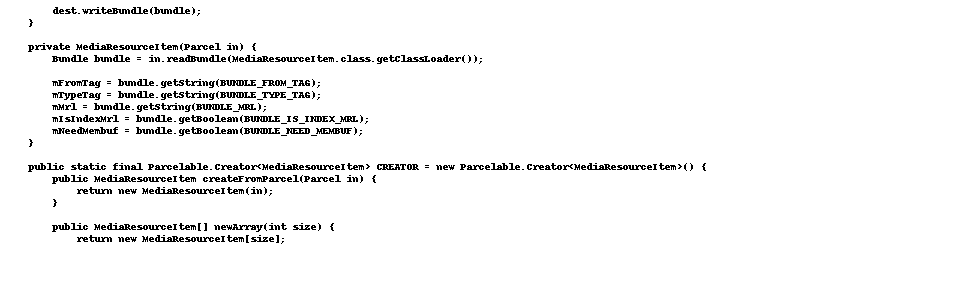 dest.writeBundle(bundle);
}
private MediaResourceItem(Parcel in) {
Bundle bundle = in.readBundle(MediaResourceItem.class.getClassLoader());
mFromTag = bundle.getString(BUNDLE_FROM_TAG);
mTypeTag = bundle.getString(BUNDLE_TYPE_TAG);
mMrl = bundle.getString(BUNDLE_MRL);
mIsIndexMrl = bundle.getBoolean(BUNDLE_IS_INDEX_MRL);
mNeedMembuf = bundle.getBoolean(BUNDLE_NEED_MEMBUF);
}
public static final Parcelable.Creator<MediaResourceItem> CREATOR = new Parcelable.Creator<MediaResourceItem>() {
public MediaResourceItem createFromParcel(Parcel in) {
return new MediaResourceItem(in);
}
public MediaResourceItem[] newArray(int size) {
return new MediaResourceItem[size];